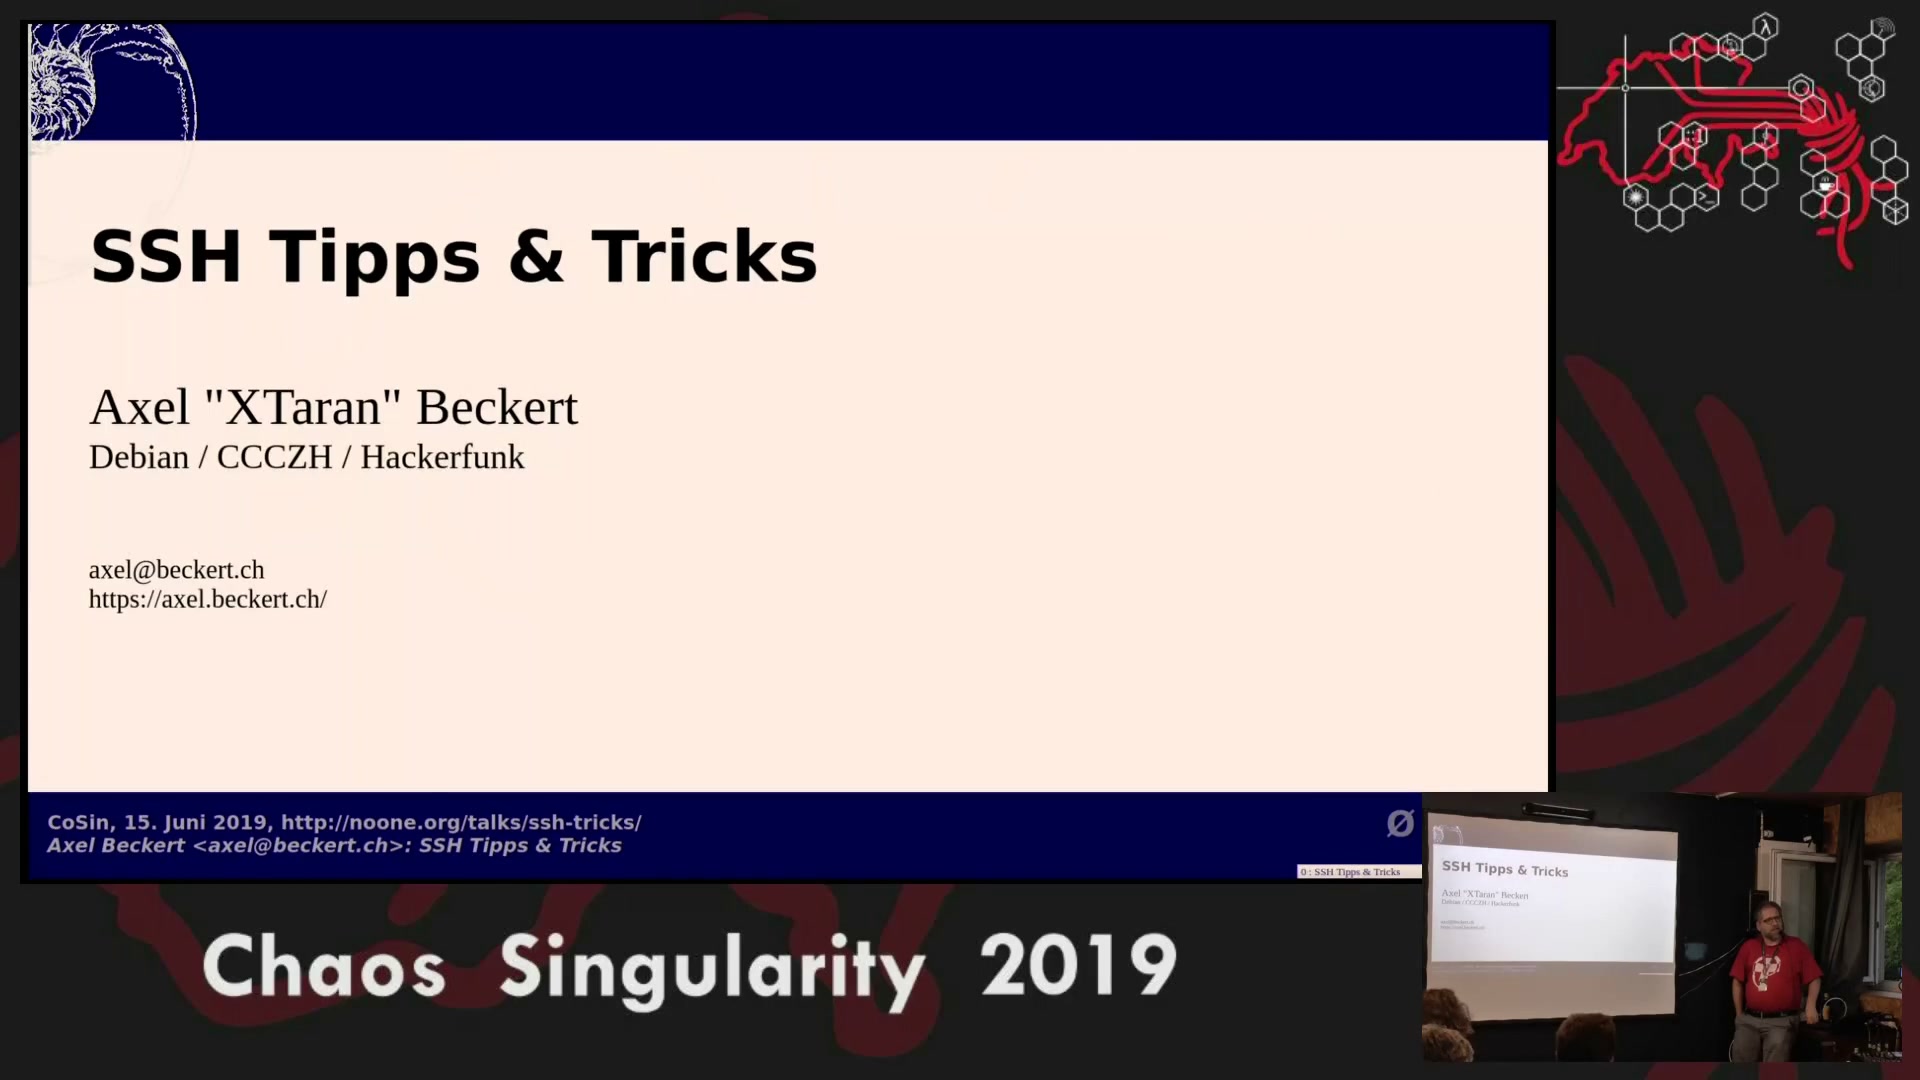 SSH Tipps & Tricks
Axel "XTaran" Beckert
Debian / CCCZH / Hackerfunk
axel@beckert.ch
https://axel.beckert.ch/
CoSin, 15. Juni 2019, http://noone.org/talks/ssh-tricks/
Axel Beckert <axel@beckert.ch>: SSH Tipps & Tricks
Ø
0 : SSH Tipps & Tricks
Chaos Singularity 2019
SSH Tipps & Tricks
Axel "XTaran" Beckert
Debian / CCCZH / Hackerfunk